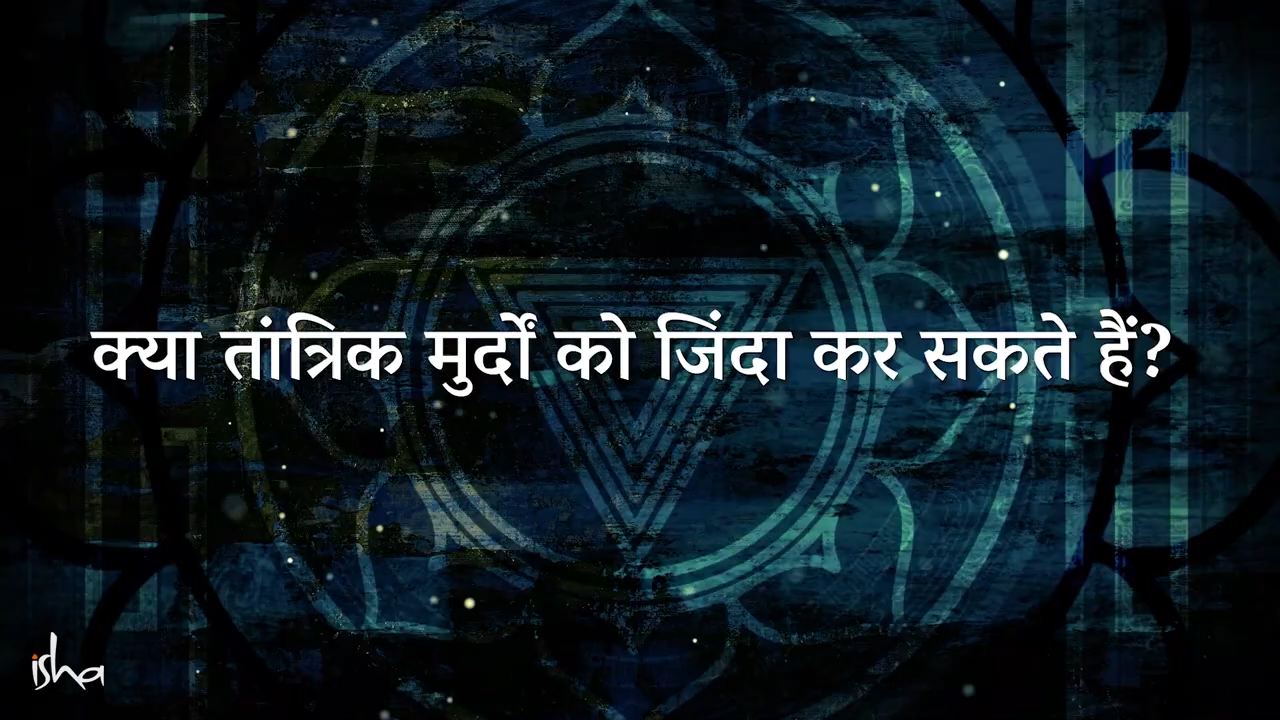 क्या तांत्रिक मुर्दों को जिंदा कर सकते हैं?
isha